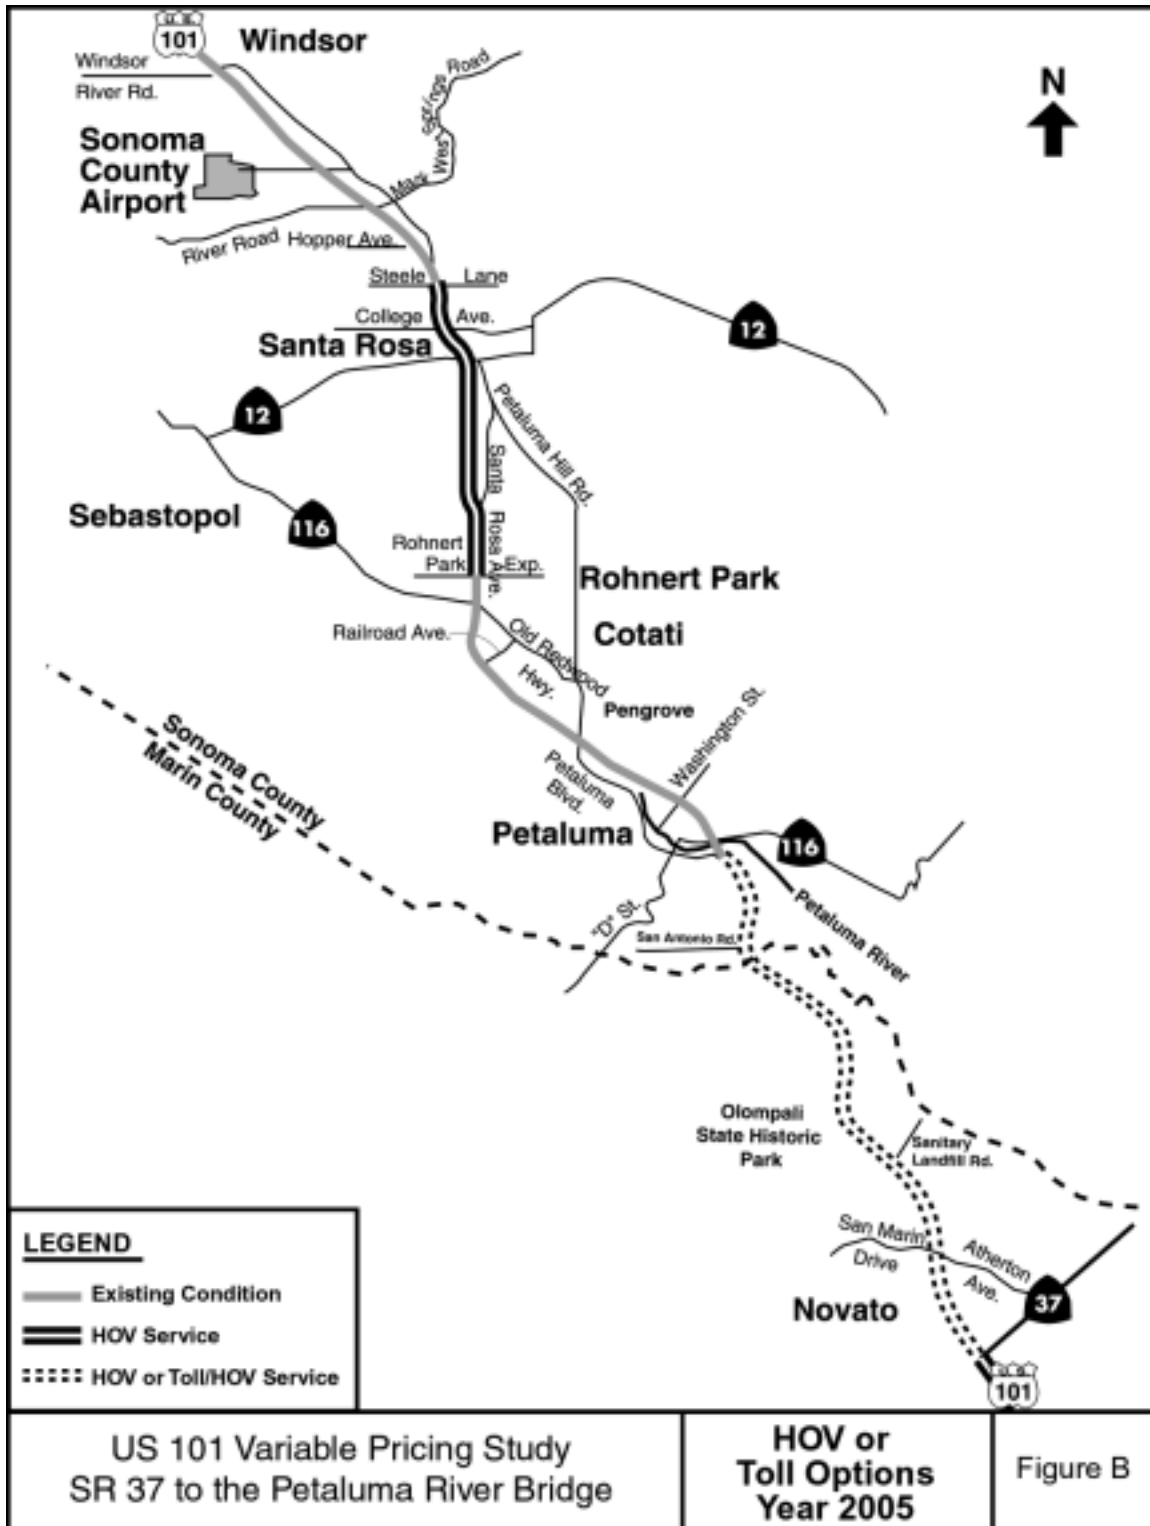 U S
101
Windsor
Windsor
River Rd.
Springs Road
N
Sonoma
County
Airport
Mark West
River Road
Hopper Ave.
Steele Lane
College Ave.
12
Santa Rosa
12
Petaluma Hill Rd.
Santa Rosa Ave.
Sebastopol
116
Rohnert
Park Exp.
Rohnert Park
Railroad Ave.
Old Redwood
Hwy.
Cotati
Pengrove
Washington St.
Sonoma County
Marin County
Petaluma
Blvd.
Petaluma
116
"D" St.
San Antonio Rd.
Petaluma River
Olompali
State Historic
Park
Sanitary
Landfill Rd.
San Marin
Drive
Atherton
Ave.
Novato
37
101
LEGEND
Existing Condition
HOV Service
HOV or Toll/HOV Service
US 101 Variable Pricing Study
SR 37 to the Petaluma River Bridge
HOV or
Toll Options
Year 2005
Figure B